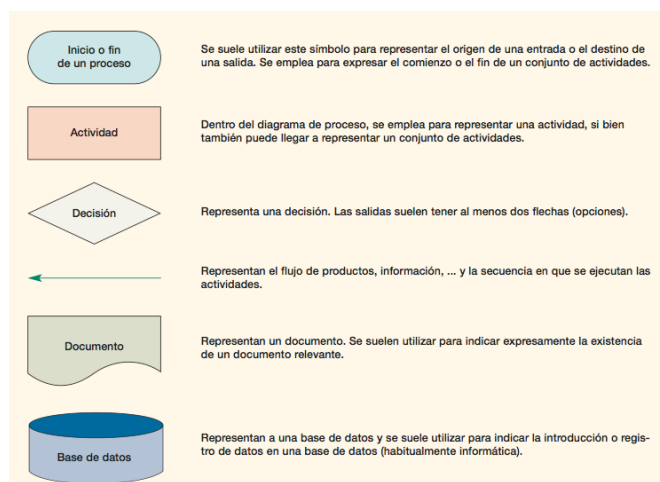 Inicio o fin
de un proceso
Se suele utilizar este símbolo para representar el origen de una entrada o el destino de
una salida. Se emplea para expresar el comienzo o el fin de un conjunto de actividades.
Actividad
Dentro del diagrama de proceso, se emplea para representar una actividad, si bien
también puede llegar a representar un conjunto de actividades.
Decisión
Representa una decisión. Las salidas suelen tener al menos dos flechas (opciones).
Representan el flujo de productos, información, ... y la secuencia en que se ejecutan las
actividades.
Documento
Representan un documento. Se suelen utilizar para indicar expresamente la existencia
de un documento relevante.
Base de datos
Representan a una base de datos y se suele utilizar para indicar la introducción o regis-
tro de datos en una base de datos (habitualmente informática).